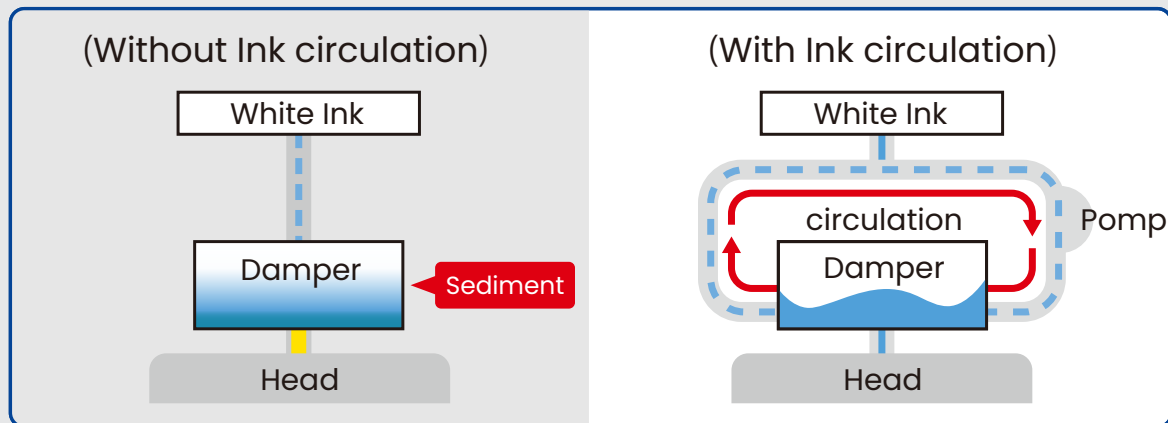 (Without Ink circulation)
White Ink
Damper
Sediment
Head
(With Ink circulation)
White Ink
circulation
Pomp
Damper
Head